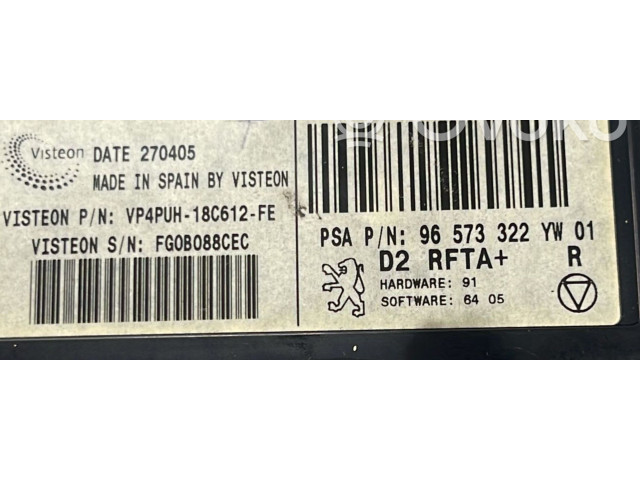 Visteon DATE 270405
MADE IN SPAIN BY VISTEON
VISTEON P/N: VP4PUH-18C612-FE
VISTEON S/N: FG0B088CEC
PSA P/N: 96 573 322 YW 01
D2 RFTA+ R
HARDWARE: 91
SOFTWARE: 64 05